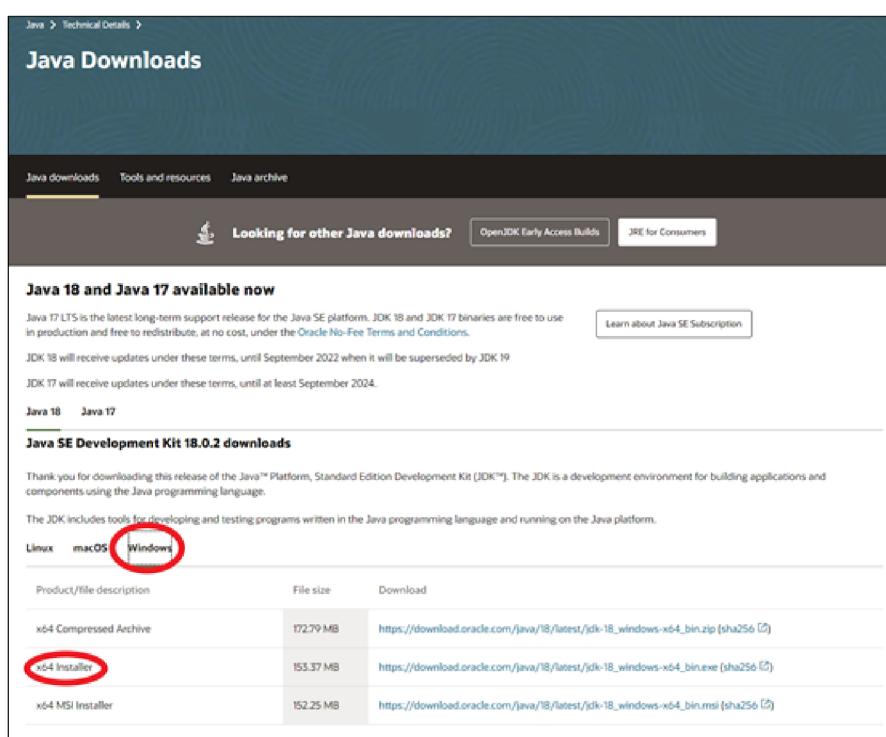 Java > Technical Details >
Java Downloads
Java downloads Tools and resources Java archive
Looking for other Java downloads? OpenJDK Early Access Builds JRE for Consumers
Java 18 and Java 17 available now
Java 17 LTS is the latest long-term support release for the Java SE platform. JDK 18 and JDK 17 binaries are free to use
in production and free to redistribute, at no cost, under the Oracle No-Fee Terms and Conditions.
Learn about Java SE Subscription
JDK 18 will receive updates under these terms, until September 2022 when it will be superseded by JDK 19
JDK 17 will receive updates under these terms, until at least September 2024.
Java 18 Java 17
Java SE Development Kit 18.0.2 downloads
Thank you for downloading this release of the Java™ Platform, Standard Edition Development Kit (JDK™). The JDK is a development environment for building applications and
components using the Java programming language.
The JDK includes tools for developing and testing programs written in the Java programming language and running on the Java platform.
Linux macOS Windows
Product/file description File size Download
x64 Compressed Archive 172.79 MB https://download.oracle.com/java/18/latest/jdk-18_windows-x64_bin.zip (sha256)
x64 Installer 153.37 MB https://download.oracle.com/java/18/latest/jdk-18_windows-x64_bin.exe (sha256)
x64 MSI Installer 152.25 MB https://download.oracle.com/java/18/latest/jdk-18_windows-x64_bin.msi (sha256)